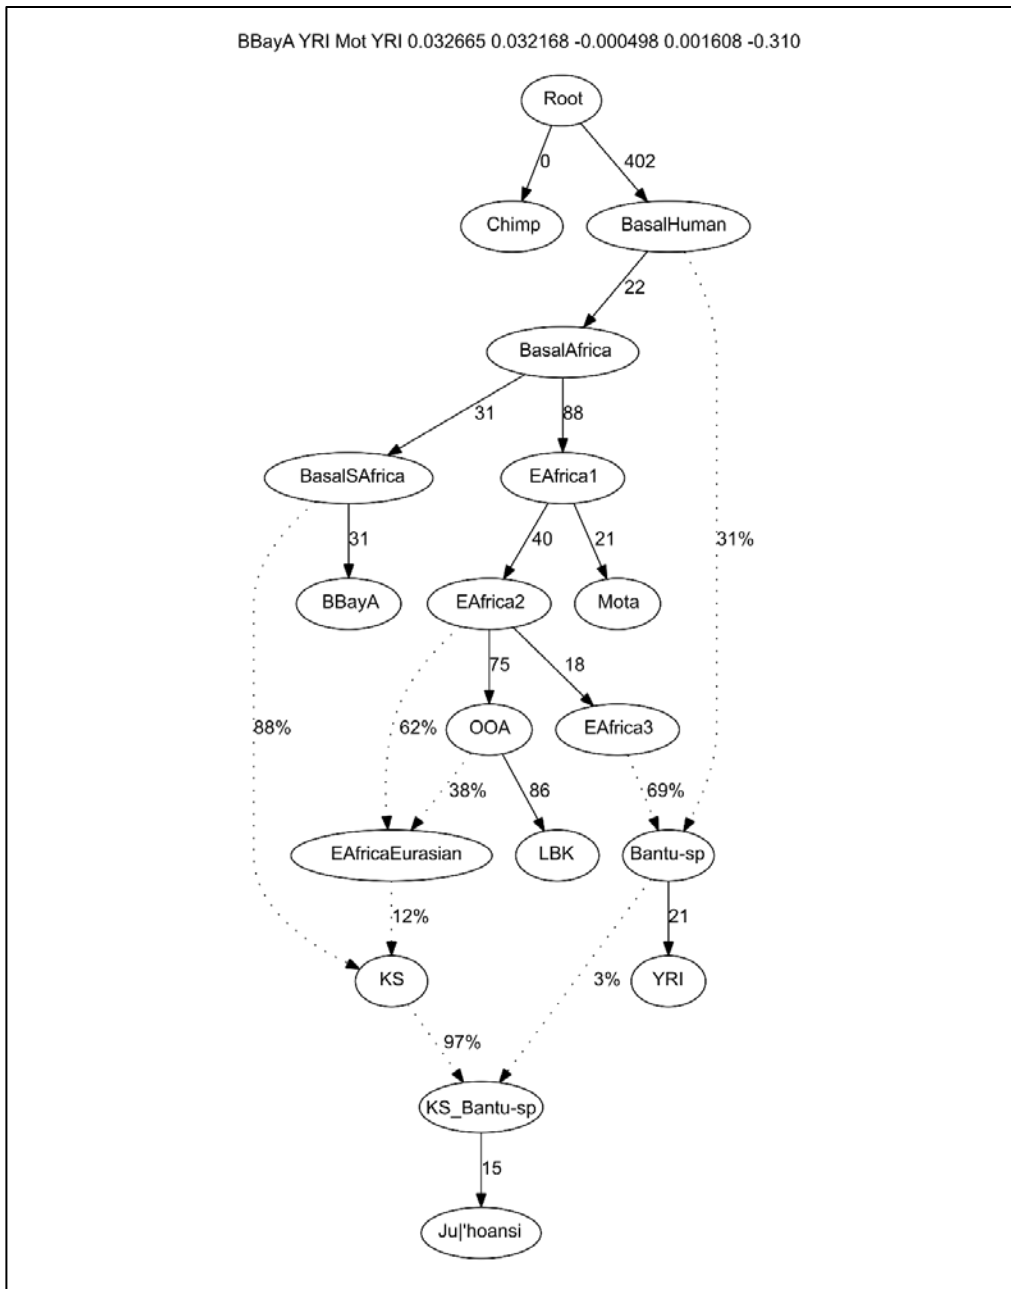 BBayA YRI Mot YRI 0.032665 0.032168 -0.000498 0.001608 -0.310
Root
0
402
Chimp
BasalHuman
22
BasalAfrica
31
88
BasalSAfrica
EAfrica1
31
40
21
31%
BBayA
EAfrica2
Mota
75
18
88%
62%
OOA
EAfrica3
38%
86
69%
EAfricaEurasian
LBK
Bantu-sp
12%
21
KS
3%
YRI
97%
KS_Bantu-sp
15
Ju|'hoansi